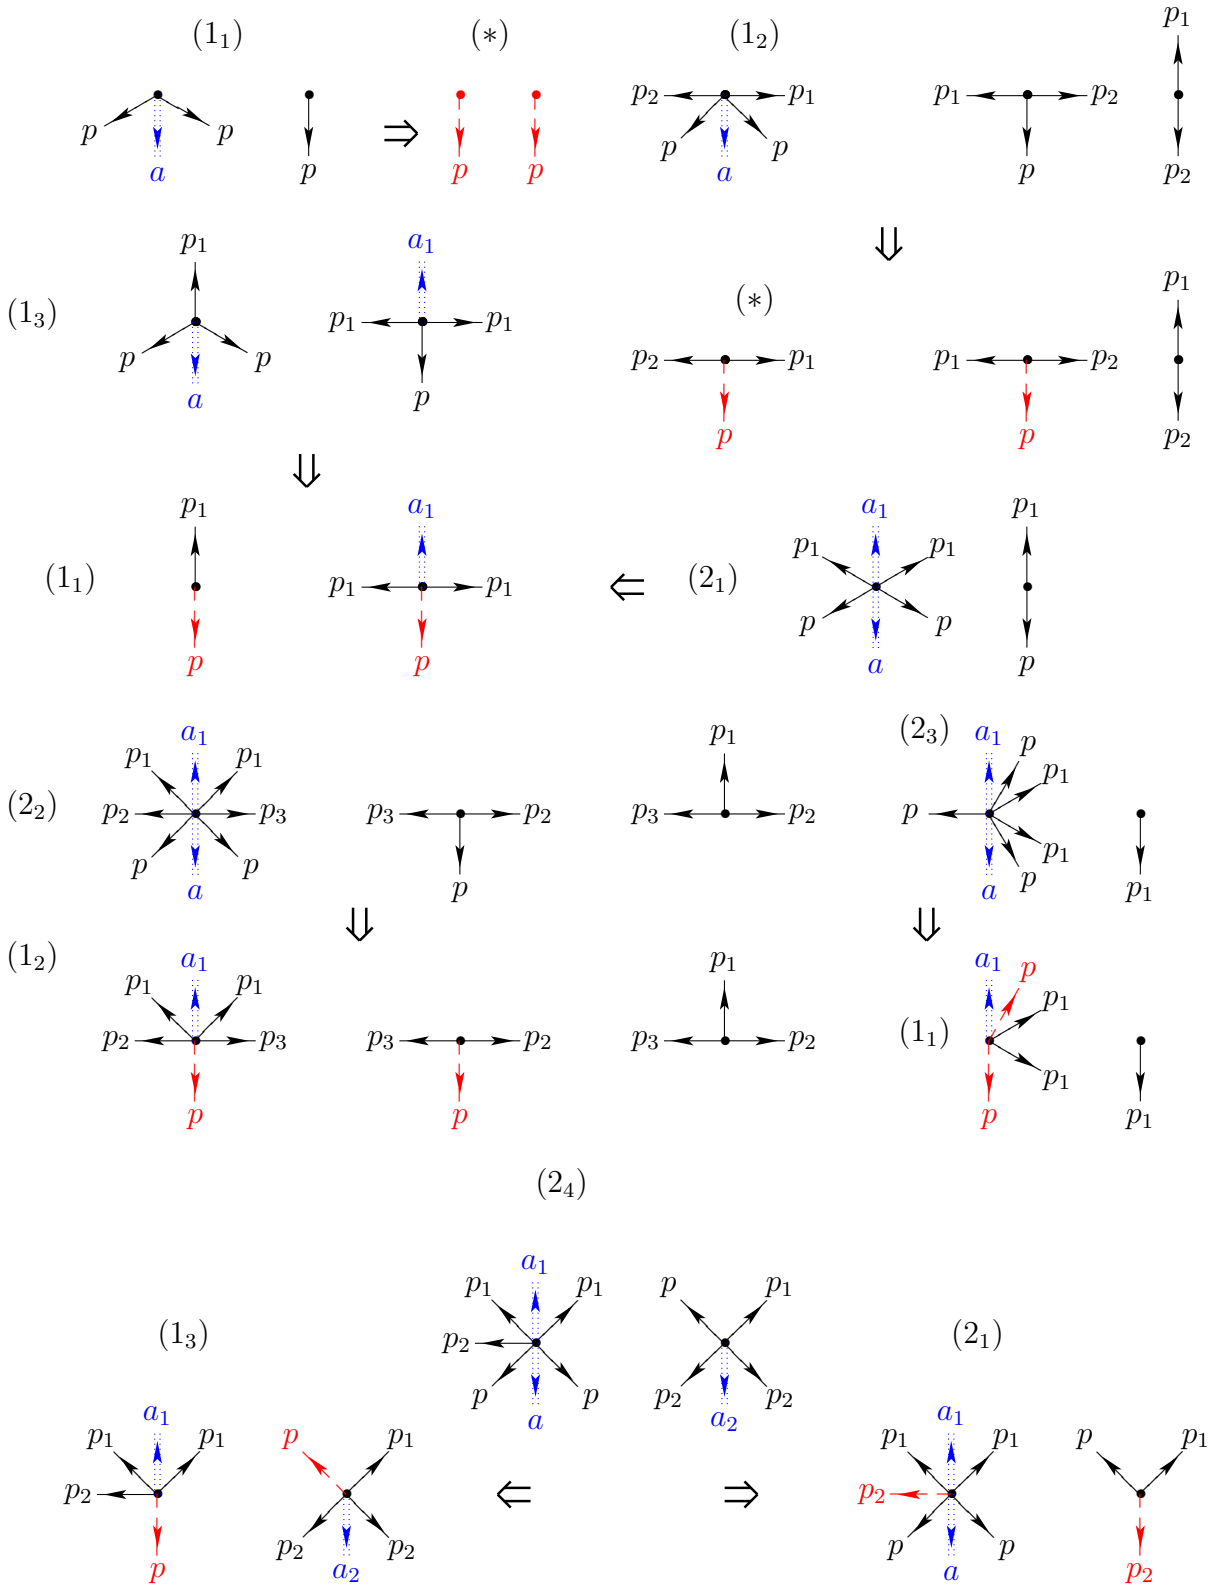 (1₁) (∗) (1₂) p₁
p₂ p₁ p₁ p₂
p p p p
a p ⇒ p p a p p₂
p₁ a₁ ⇓
(1₃) (∗) p₁
p₁ p₁
p p p₂ p₁ p₁ p₂
a p
p p p₂
⇓
p₁ a₁ a₁ p₁
p₁ p₁
(1₁) p₁ p₁ ⇐ (2₁)
p p
p p a p
a₁ p₁ (2₃) a₁ p
p₁ p₁ p₁
(2₂) p₂ p₃ p₃ p₂ p₃ p₂ p
p p p₁
a p a p p₁
⇓ ⇓
(1₂) a₁ p₁ a₁ p
p₁ p₁ p₁
p₂ p₃ p₃ p₂ p₃ p₂ (1₁)
p₁
p p p p₁
(2₄)
a₁
p₁ p₁ p p₁
(1₃) p₂ (2₁)
p p p₂ p₂
a₁ a a₂ a₁
p₁ p₁ p p₁ p₁ p₁ p p₁
p₂ ⇐ ⇒ p₂
p₂ p₂ p p
p a₂ a p₂